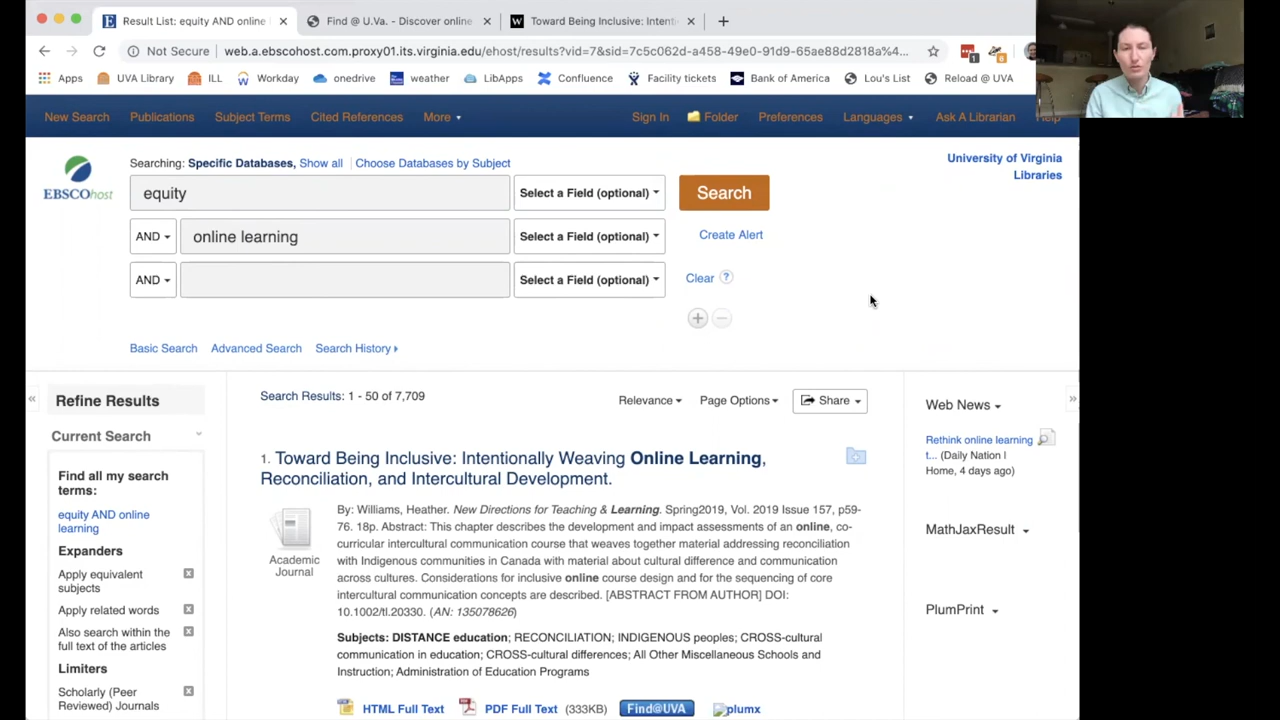 Result List: equity AND online
Find @ U.Va. - Discover online
Toward Being Inclusive: Intenti
Not Secure
web.a.ebscohost.com.proxy01.its.virginia.edu/ehost/results?vid=7&sid=7c5c062d-a458-49e0-91d9-65ae88d2818a%4...
Apps
UVA Library
ILL
Workday
onedrive
weather
LibApps
Confluence
Facility tickets
Bank of America
Lou's List
Reload @ UVA
New Search
Publications
Subject Terms
Cited References
More
Sign In
Folder
Preferences
Languages
Ask A Librarian
Help
EBSCOhost
Searching: Specific Databases, Show all | Choose Databases by Subject
University of Virginia
Libraries
equity
Select a Field (optional)
Search
AND
online learning
Select a Field (optional)
Create Alert
AND
Select a Field (optional)
Clear
?
Basic Search
Advanced Search
Search History
«
Refine Results
Current Search
Find all my search
terms:
equity AND online
learning
Expanders
Apply equivalent
subjects
Apply related words
Also search within the
full text of the articles
Limiters
Scholarly (Peer
Reviewed) Journals
Search Results: 1 - 50 of 7,709
Relevance
Page Options
Share
1. Toward Being Inclusive: Intentionally Weaving Online Learning,
Reconciliation, and Intercultural Development.
Academic
Journal
By: Williams, Heather. New Directions for Teaching & Learning. Spring2019, Vol. 2019 Issue 157, p59-
76. 18p. Abstract: This chapter describes the development and impact assessments of an online, co-
curricular intercultural communication course that weaves together material addressing reconciliation
with Indigenous communities in Canada with material about cultural difference and communication
across cultures. Considerations for inclusive online course design and for the sequencing of core
intercultural communication concepts are described. [ABSTRACT FROM AUTHOR] DOI:
10.1002/tl.20330. (AN: 135078626)
Subjects: DISTANCE education; RECONCILIATION; INDIGENOUS peoples; CROSS-cultural
communication in education; CROSS-cultural differences; All Other Miscellaneous Schools and
Instruction; Administration of Education Programs
HTML Full Text
PDF Full Text
(333KB)
Find@UVA
plumx
»
Web News
Rethink online learning
t... (Daily Nation |
Home, 4 days ago)
MathJaxResult
PlumPrint